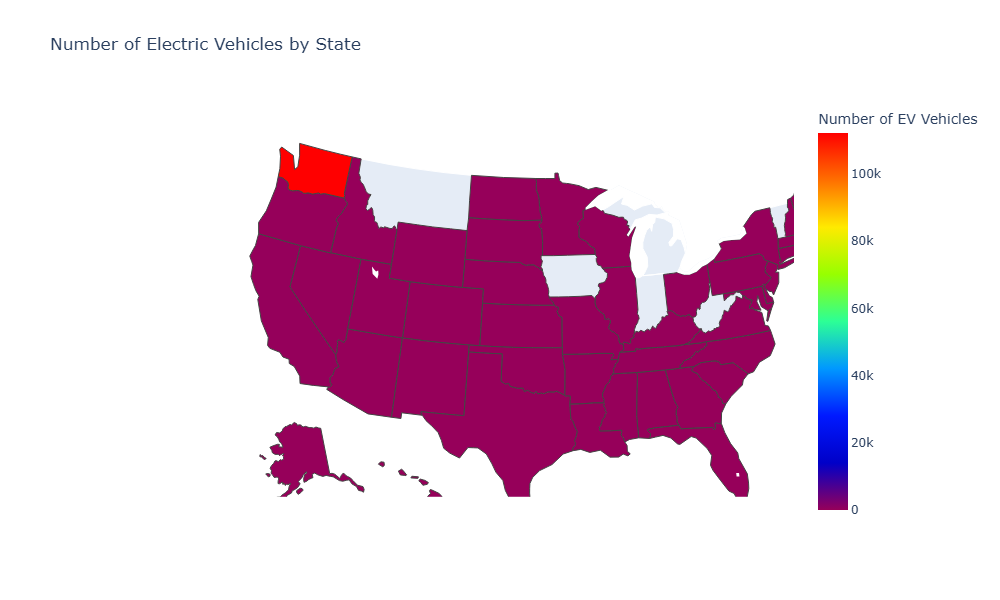 Number of Electric Vehicles by State
Number of EV Vehicles
100k
80k
60k
40k
20k
0